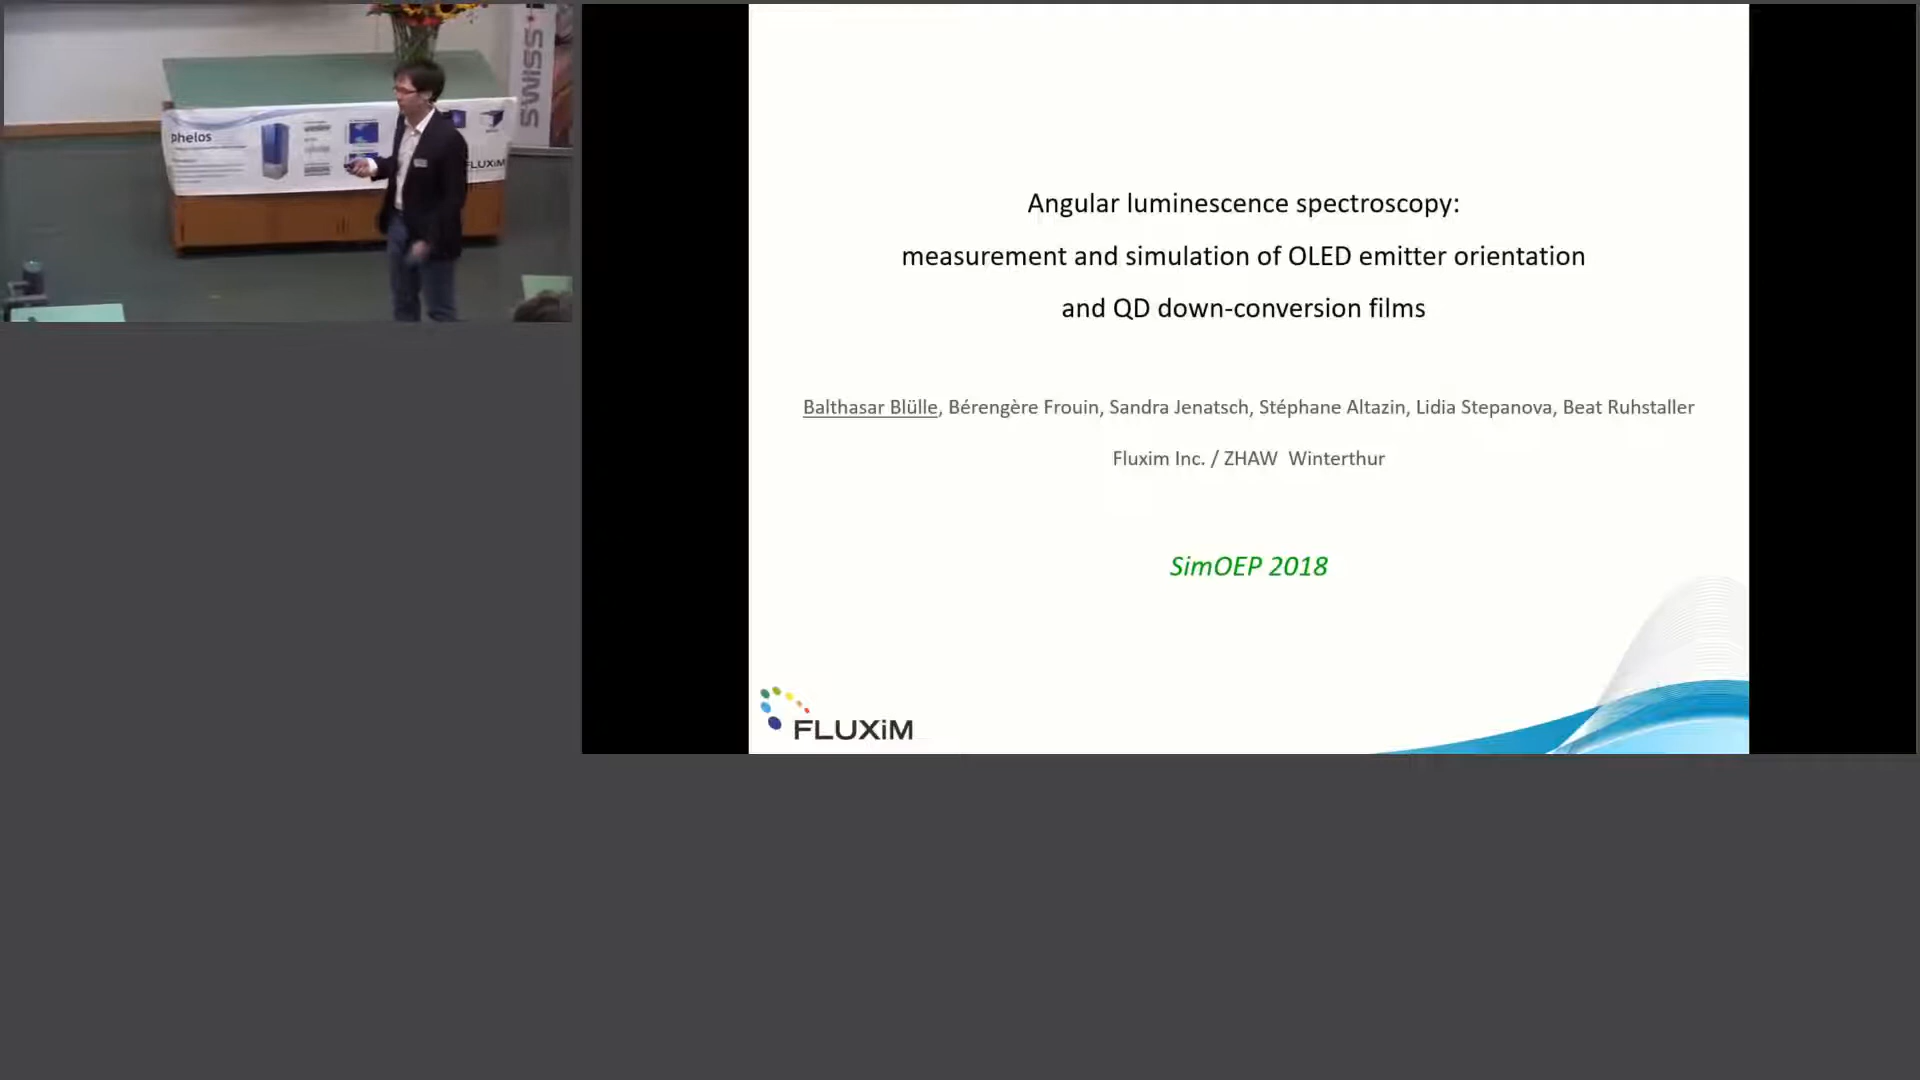 phelos
FLUXiM
SWISS
Angular luminescence spectroscopy:
measurement and simulation of OLED emitter orientation
and QD down-conversion films
Balthasar Blülle, Bérengère Frouin, Sandra Jenatsch, Stéphane Altazin, Lidia Stepanova, Beat Ruhstaller
Fluxim Inc. / ZHAW Winterthur
SimOEP 2018
FLUXiM